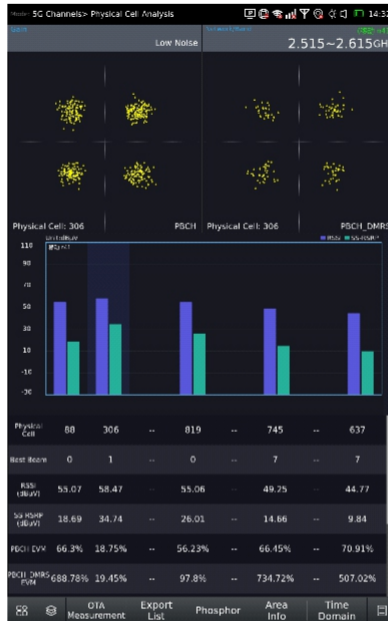 Mode: 5G Channels> Physical Cell Analysis
14:32
Gain
Low Noise
2.515~2.615GH
Physical Cell: 306
PBCH
Physical Cell: 306
PBCH_DMRS
Unit:dBuV
RSSI
SS-RSRP
110
90
70
50
30
10
-10
-30
Physical Cell 88 306 -- 819 -- 745 -- 637
Best Beam 0 1 -- 0 -- 7 -- 7
RSSI (dBuV) 55.07 58.47 -- 55.06 -- 49.25 -- 44.77
SS-RSRP (dBuV) 18.69 34.74 -- 26.01 -- 14.66 -- 9.84
PBCH EVM 66.3% 18.75% -- 56.23% -- 66.45% -- 70.91%
PBCH_DMRS EVM 688.78% 19.45% -- 97.8% -- 734.72% -- 507.02%
OTA Measurement
Export List
Phosphor
Area Info
Time Domain